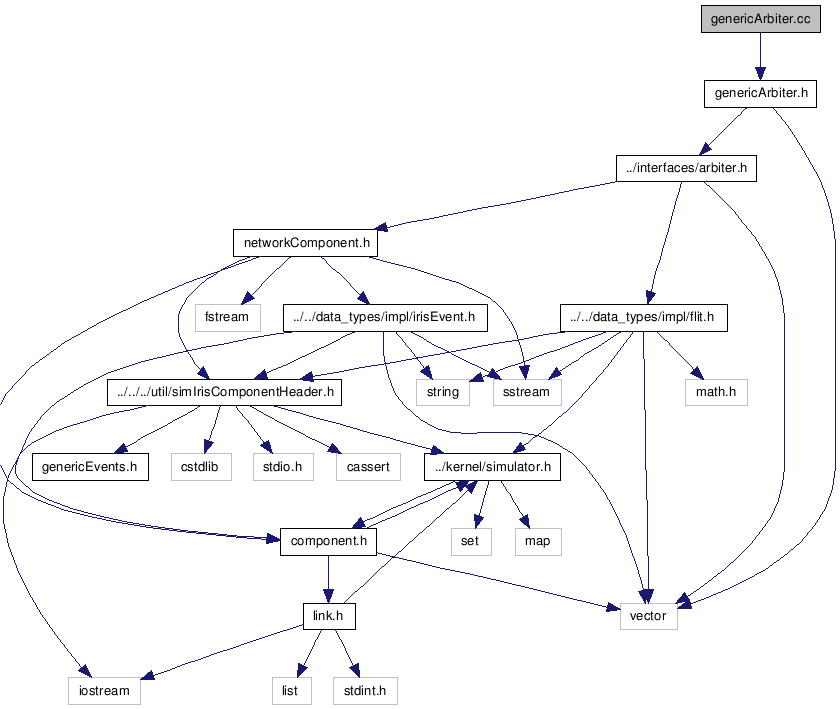 genericArbiter.cc
genericArbiter.h
../interfaces/arbiter.h
networkComponent.h
fstream
../../data_types/impl/irisEvent.h
../../data_types/impl/flit.h
../../../util/simIrisComponentHeader.h
string
sstream
math.h
genericEvents.h
cstdlib
stdio.h
cassert
../kernel/simulator.h
component.h
set
map
link.h
vector
iostream
list
stdint.h